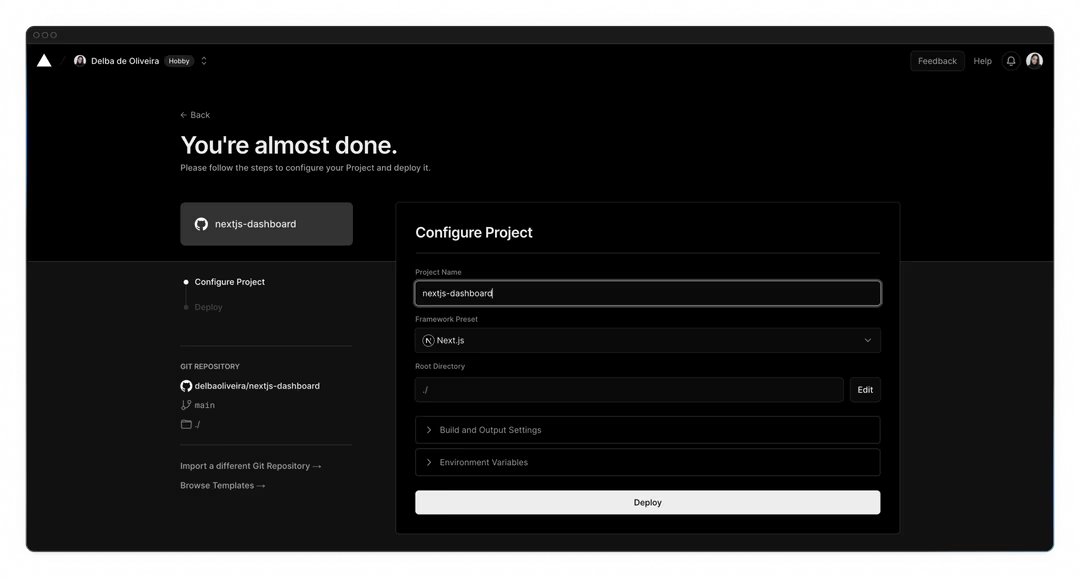 Delba de Oliveira Hobby
Feedback Help
← Back
You're almost done.
Please follow the steps to configure your Project and deploy it.
nextjs-dashboard
Configure Project
Deploy
GIT REPOSITORY
delbaoliveira/nextjs-dashboard
main
./
Import a different Git Repository →
Browse Templates →
Configure Project
Project Name
nextjs-dashboard
Framework Preset
N Next.js
Root Directory
./
Edit
Build and Output Settings
Environment Variables
Deploy